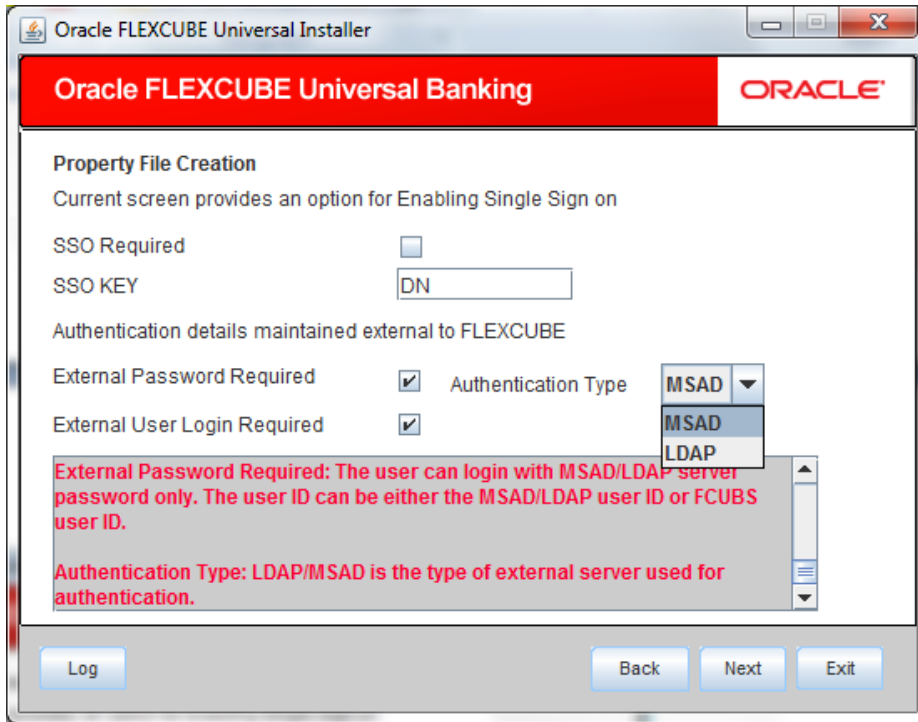 Oracle FLEXCUBE Universal Installer
Oracle FLEXCUBE Universal Banking
ORACLE
Property File Creation
Current screen provides an option for Enabling Single Sign on
SSO Required
SSO KEY
DN
Authentication details maintained external to FLEXCUBE
External Password Required
Authentication Type
MSAD
External User Login Required
MSAD
LDAP
External Password Required: The user can login with MSAD/LDAP server
password only. The user ID can be either the MSAD/LDAP user ID or FCUBS
user ID.
Authentication Type: LDAP/MSAD is the type of external server used for
authentication.
Log
Back
Next
Exit